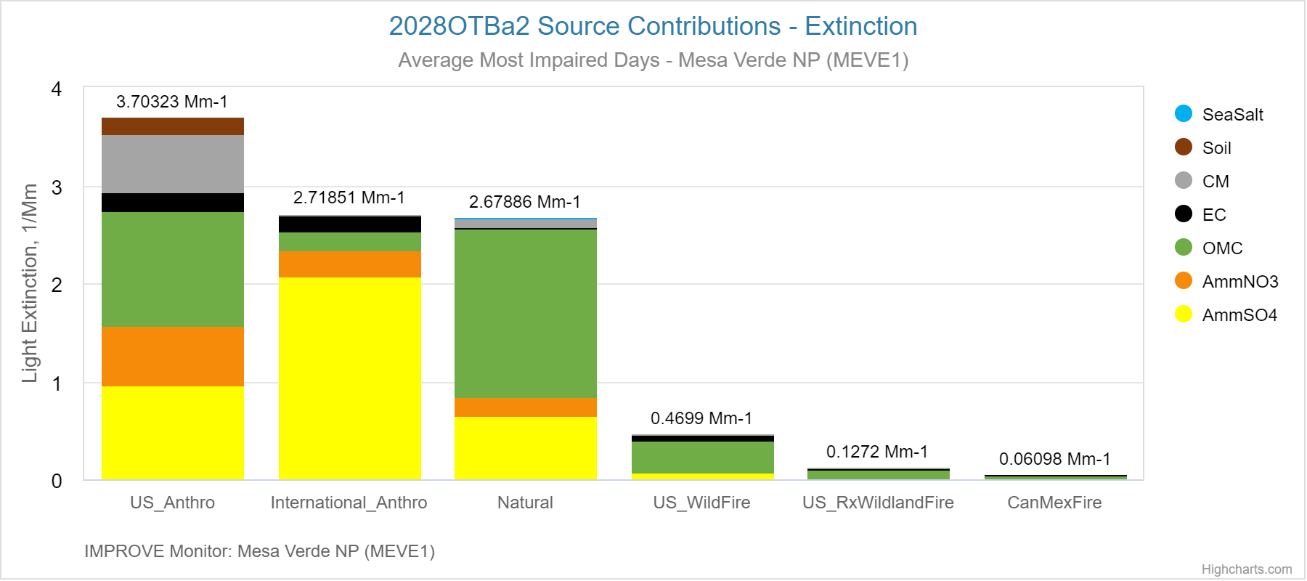 2028OTBa2 Source Contributions - Extinction
Average Most Impaired Days - Mesa Verde NP (MEVE1)
Light Extinction, 1/Mm
4
3
2
1
0
3.70323 Mm-1
2.71851 Mm-1
2.67886 Mm-1
0.4699 Mm-1
0.1272 Mm-1
0.06098 Mm-1
US_Anthro
International_Anthro
Natural
US_WildFire
US_RxWildlandFire
CanMexFire
SeaSalt
Soil
CM
EC
OMC
AmmNO3
AmmSO4
IMPROVE Monitor: Mesa Verde NP (MEVE1)
Highcharts.com